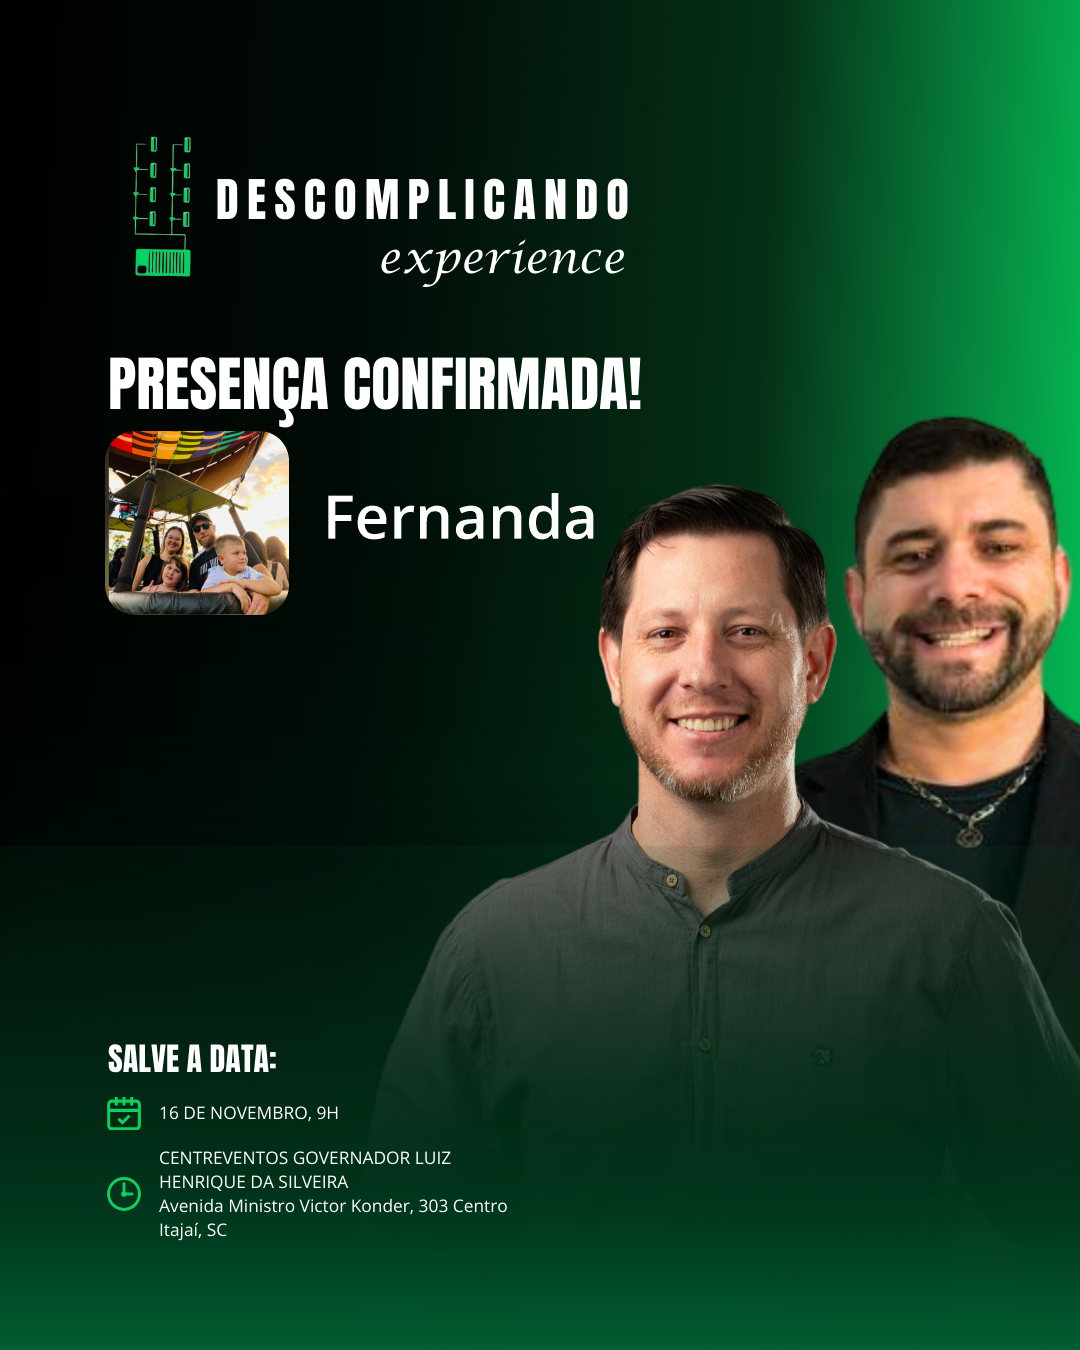 DESCOMPLICANDO
experience
PRESENÇA CONFIRMADA!
Fernanda
SALVE A DATA:
16 DE NOVEMBRO, 9H
CENTREVENTOS GOVERNADOR LUIZ
HENRIQUE DA SILVEIRA
Avenida Ministro Victor Konder, 303 Centro
Itajaí, SC